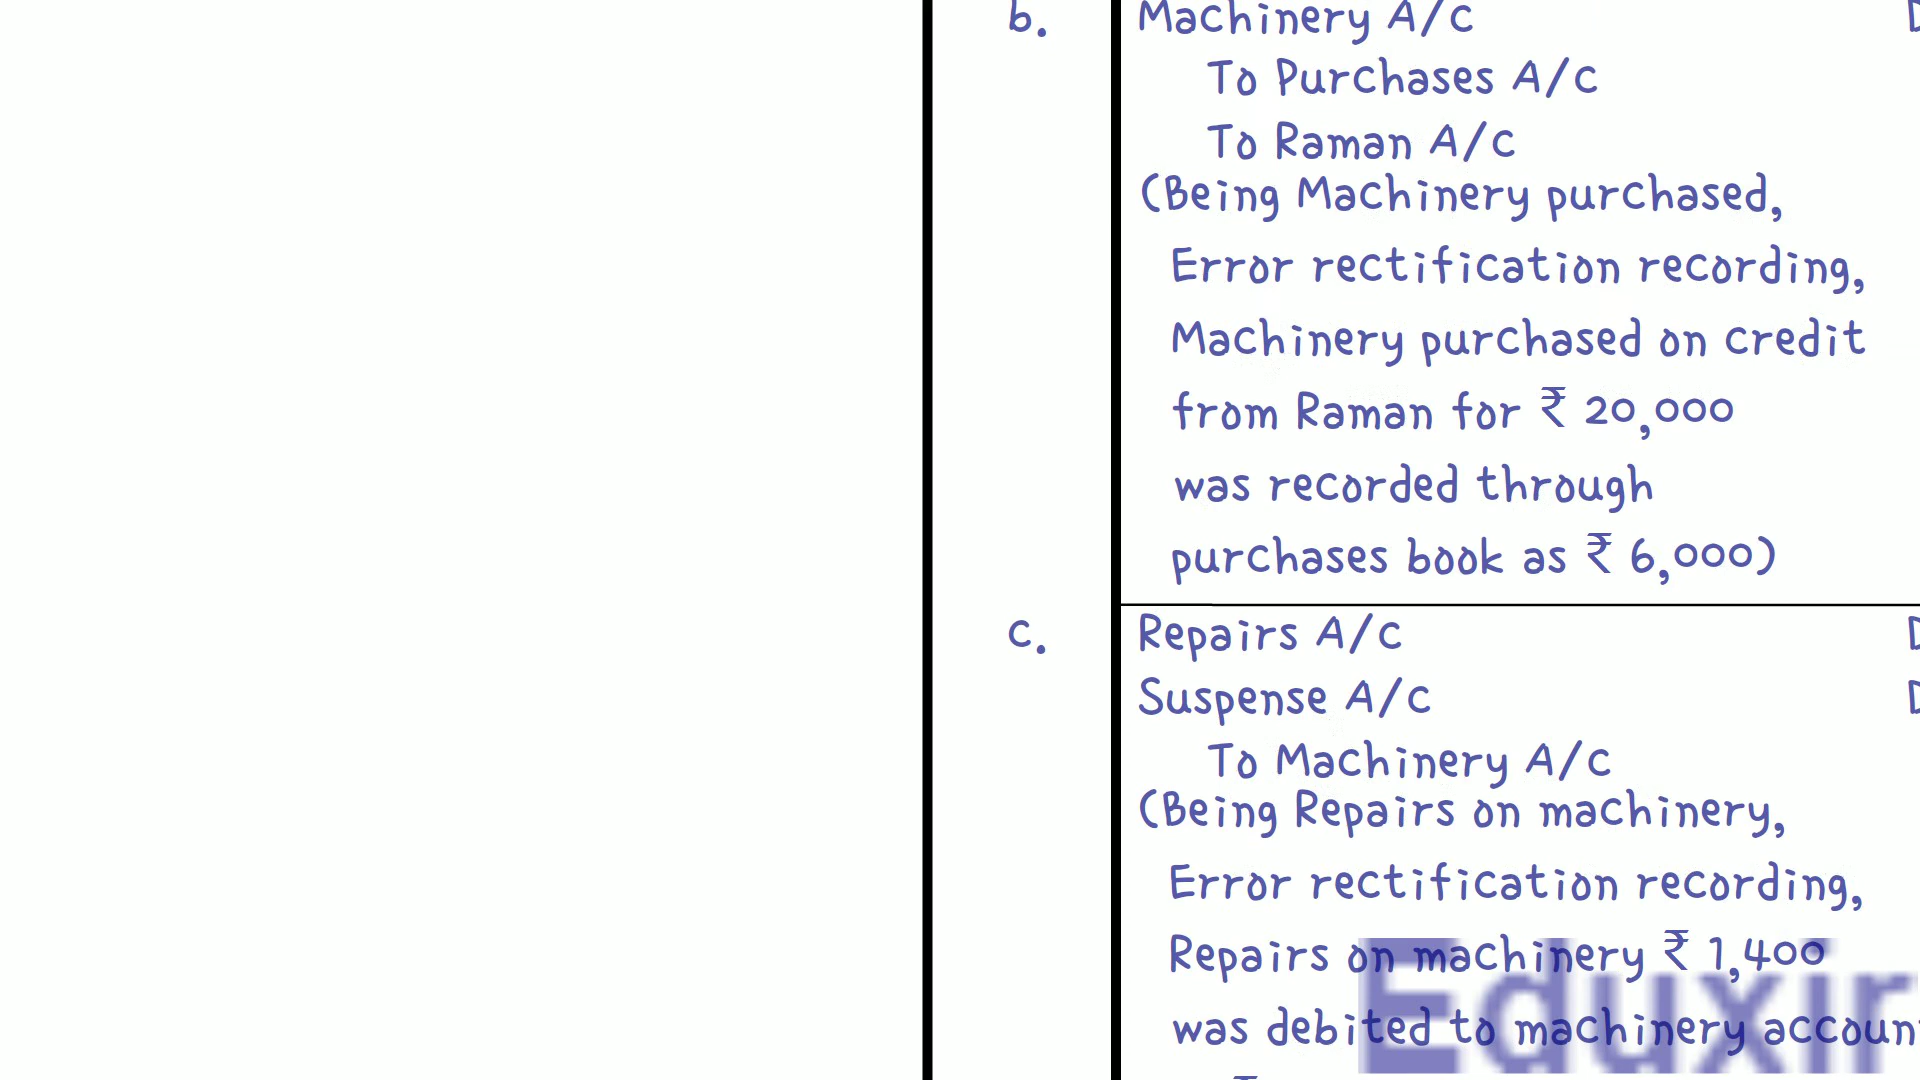 b. Machinery A/c
To Purchases A/c
To Raman A/c
(Being Machinery purchased,
Error rectification recording,
Machinery purchased on credit
from Raman for ₹ 20,000
was recorded through
purchases book as ₹ 6,000)
c. Repairs A/c
Suspense A/c
To Machinery A/c
(Being Repairs on machinery,
Error rectification recording,
Repairs on machinery ₹ 1,400
was debited to machinery